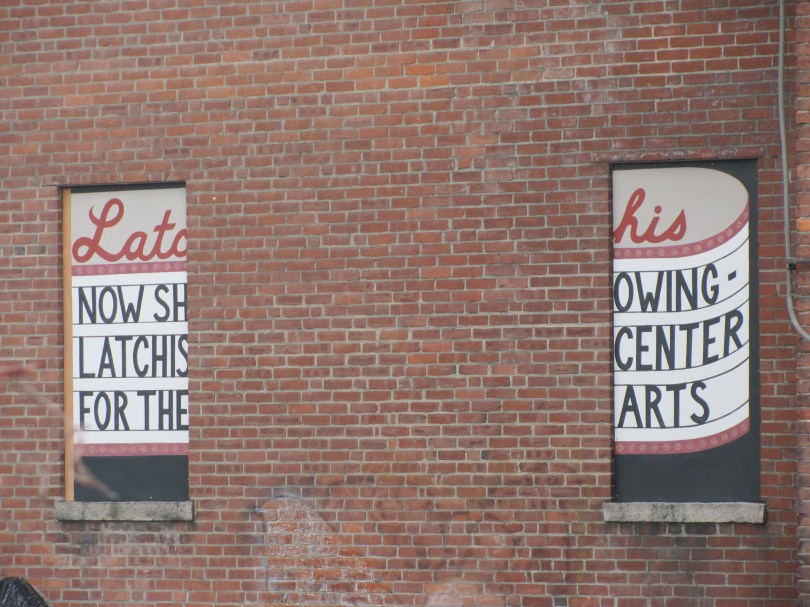 Latc his
NOW SH OWING -
LATCHIS CENTER
FOR THE ARTS